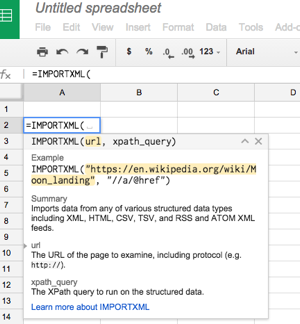 Untitled spreadsheet
File Edit View Insert Format Data Tools
$ % .0 .00 123 Arial
fx =IMPORTXML(
A B C D
1
2 =IMPORTXML(...
3 IMPORTXML(url, xpath_query)
4 Example
5 IMPORTXML("https://en.wikipedia.org/wiki/M
6 oon_landing", "//a/@href")
7 Summary
Imports data from any of various structured data types
8 including XML, HTML, CSV, TSV, and RSS and ATOM XML
9 feeds.
10 url
The URL of the page to examine, including protocol (e.g.
11 http://).
12 xpath_query
13 The XPath query to run on the structured data.
14 Learn more about IMPORTXML